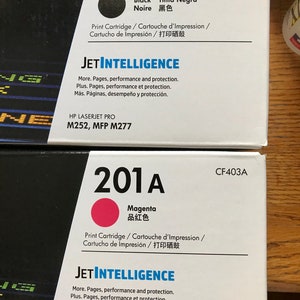 Black Tinta Negra
Noire 黑色
Print Cartridge / Cartouche d'Impression /
Cartucho de Impresión / 打印硒鼓
JETINTELLIGENCE
More. Pages, performance and protection.
Plus. Pages, performance et protection.
Más. Páginas, desempeño y protección.
HP LASERJET PRO
M252, MFP M277
201A
CF403A
Magenta
品红色
Print Cartridge / Cartouche d'Impression /
Cartucho de Impresión / 打印硒鼓
JETINTELLIGENCE
More. Pages, performance and protection.
Plus. Pages, performance et protection.